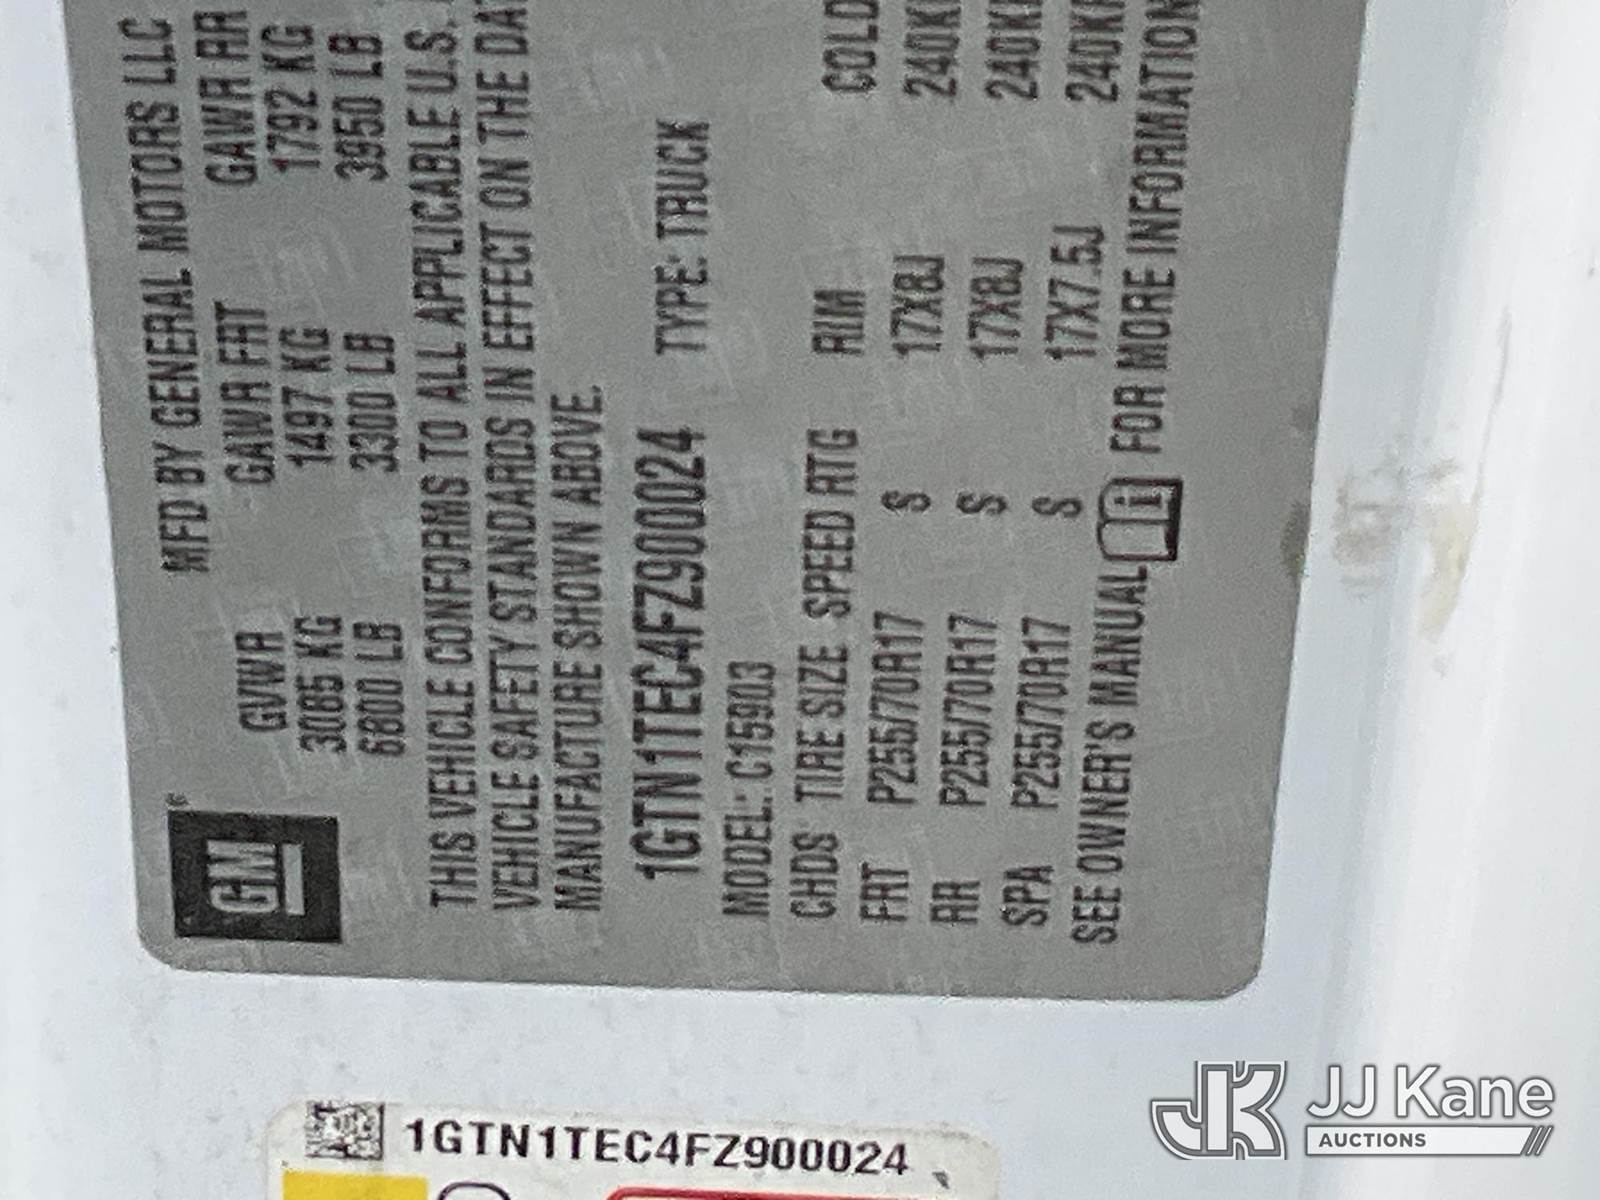 MFD BY GENERAL MOTORS LLC
GM
GVWR GAWR FRT GAWR RR
3085 KG 1497 KG 1792 KG
6800 LB 3300 LB 3950 LB
THIS VEHICLE CONFORMS TO ALL APPLICABLE U.S.
VEHICLE SAFETY STANDARDS IN EFFECT ON THE DAT
MANUFACTURE SHOWN ABOVE.
1GTN1TEC4FZ900024 TYPE: TRUCK
MODEL: C15903
CHDS TIRE SIZE SPEED RTG RIM COLD
FRT P255/70R17 S 17X8J 240K
RR P255/70R17 S 17X8J 240K
SPA P255/70R17 S 17X7.5J 240K
SEE OWNER'S MANUAL i FOR MORE INFORMATION
1GTN1TEC4FZ900024
JK JJ Kane
AUCTIONS